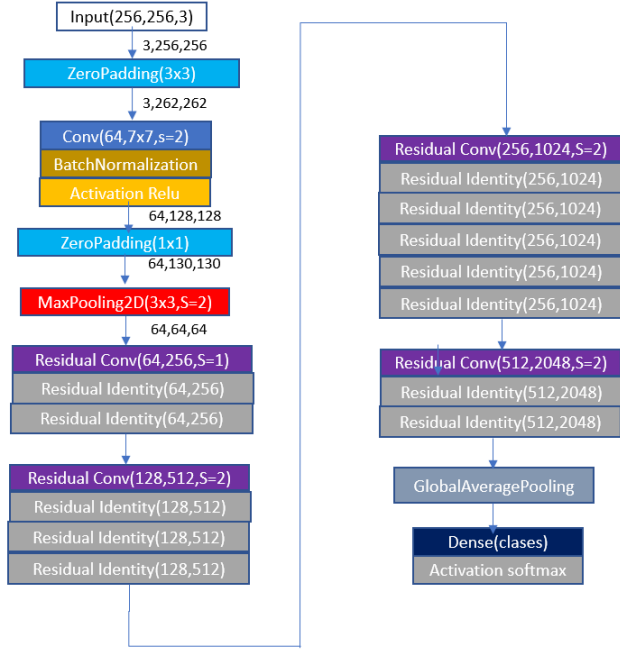 Input(256,256,3)
3,256,256
ZeroPadding(3x3)
3,262,262
Conv(64,7x7,s=2)
BatchNormalization
Activation Relu
64,128,128
ZeroPadding(1x1)
64,130,130
MaxPooling2D(3x3,S=2)
64,64,64
Residual Conv(64,256,S=1)
Residual Identity(64,256)
Residual Identity(64,256)
Residual Conv(128,512,S=2)
Residual Identity(128,512)
Residual Identity(128,512)
Residual Identity(128,512)
Residual Conv(256,1024,S=2)
Residual Identity(256,1024)
Residual Identity(256,1024)
Residual Identity(256,1024)
Residual Identity(256,1024)
Residual Identity(256,1024)
Residual Conv(512,2048,S=2)
Residual Identity(512,2048)
Residual Identity(512,2048)
GlobalAveragePooling
Dense(clases)
Activation softmax